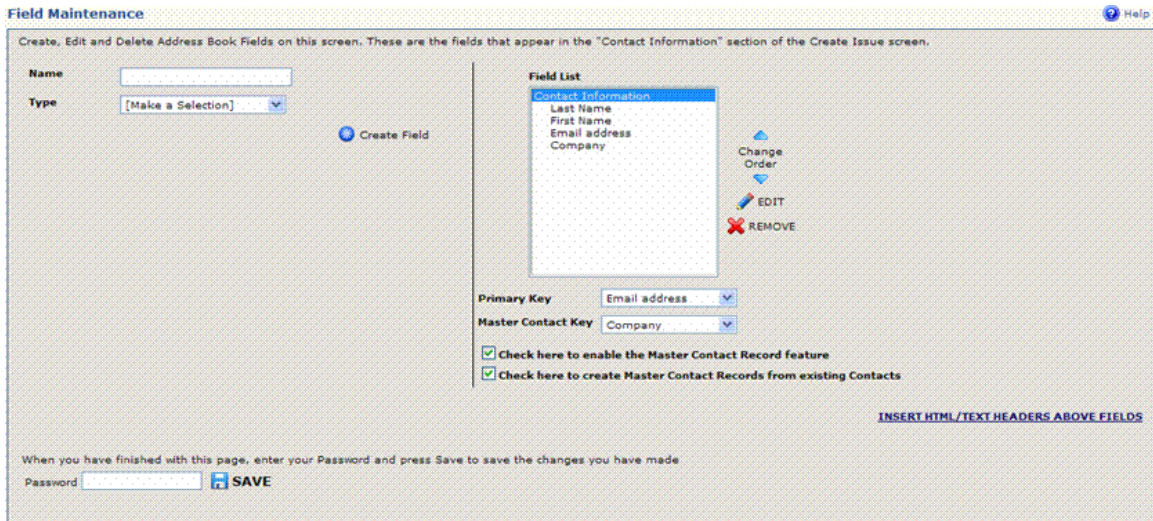 Field Maintenance
Help
Create, Edit and Delete Address Book Fields on this screen. These are the fields that appear in the "Contact Information" section of the Create Issue screen.
Name
Type
[Make a Selection]
Create Field
Field List
Contact Information
Last Name
First Name
Email address
Company
Change
Order
EDIT
REMOVE
Primary Key
Email address
Master Contact Key
Company
Check here to enable the Master Contact Record feature
Check here to create Master Contact Records from existing Contacts
INSERT HTML/TEXT HEADERS ABOVE FIELDS
When you have finished with this page, enter your Password and press Save to save the changes you have made
Password
SAVE